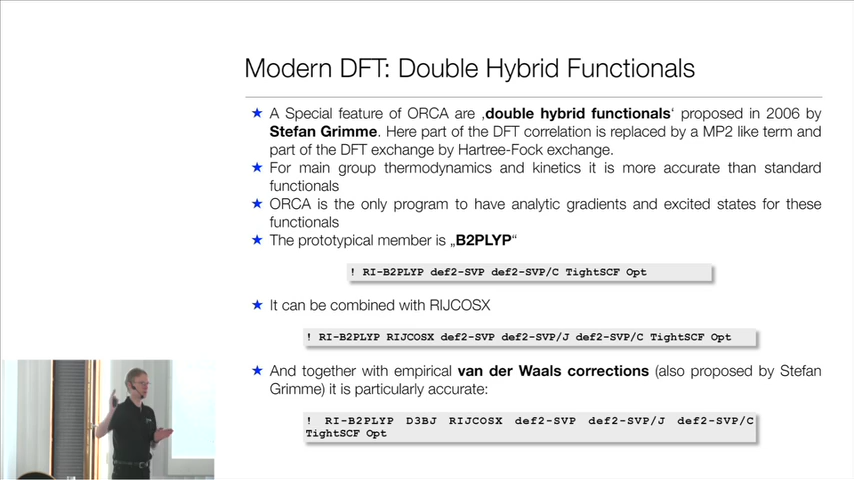 Modern DFT: Double Hybrid Functionals
★ A Special feature of ORCA are ‚double hybrid functionals‘ proposed in 2006 by
Stefan Grimme. Here part of the DFT correlation is replaced by a MP2 like term and
part of the DFT exchange by Hartree-Fock exchange.
★ For main group thermodynamics and kinetics it is more accurate than standard
functionals
★ ORCA is the only program to have analytic gradients and excited states for these
functionals
★ The prototypical member is „B2PLYP“
! RI-B2PLYP def2-SVP def2-SVP/C TightSCF Opt
★ It can be combined with RIJCOSX
! RI-B2PLYP RIJCOSX def2-SVP def2-SVP/J def2-SVP/C TightSCF Opt
★ And together with empirical van der Waals corrections (also proposed by Stefan
Grimme) it is particularly accurate:
! RI-B2PLYP D3BJ RIJCOSX def2-SVP def2-SVP/J def2-SVP/C
TightSCF Opt